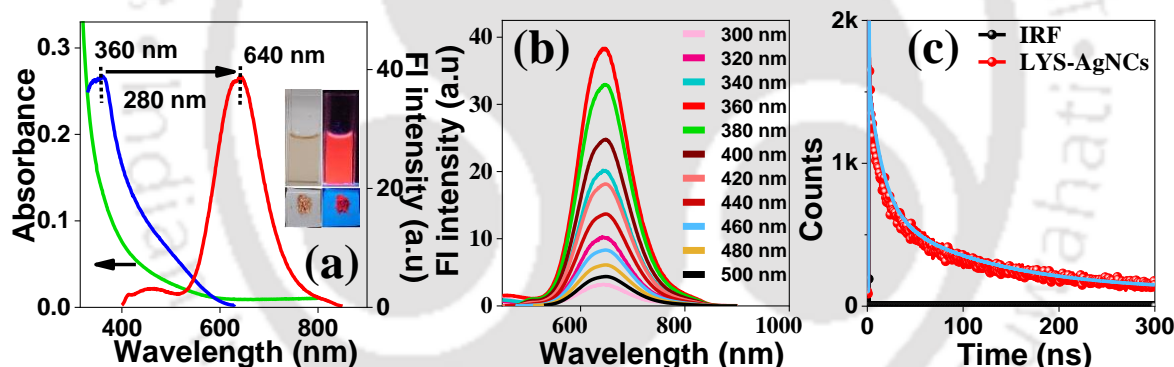 (a)
360 nm
640 nm
280 nm
Absorbance
0.3
0.2
0.1
0.0
40
20
0
Fl intensity (a.u)
400 600 800
Wavelength (nm)
(b)
Fl intensity (a.u)
40
30
20
10
0
600 800 1000
Wavelength (nm)
300 nm
320 nm
340 nm
360 nm
380 nm
400 nm
420 nm
440 nm
460 nm
480 nm
500 nm
(c)
IRF
LYS-AgNCs
Counts
2k
1k
0
0 100 200 300
Time (ns)
ahati